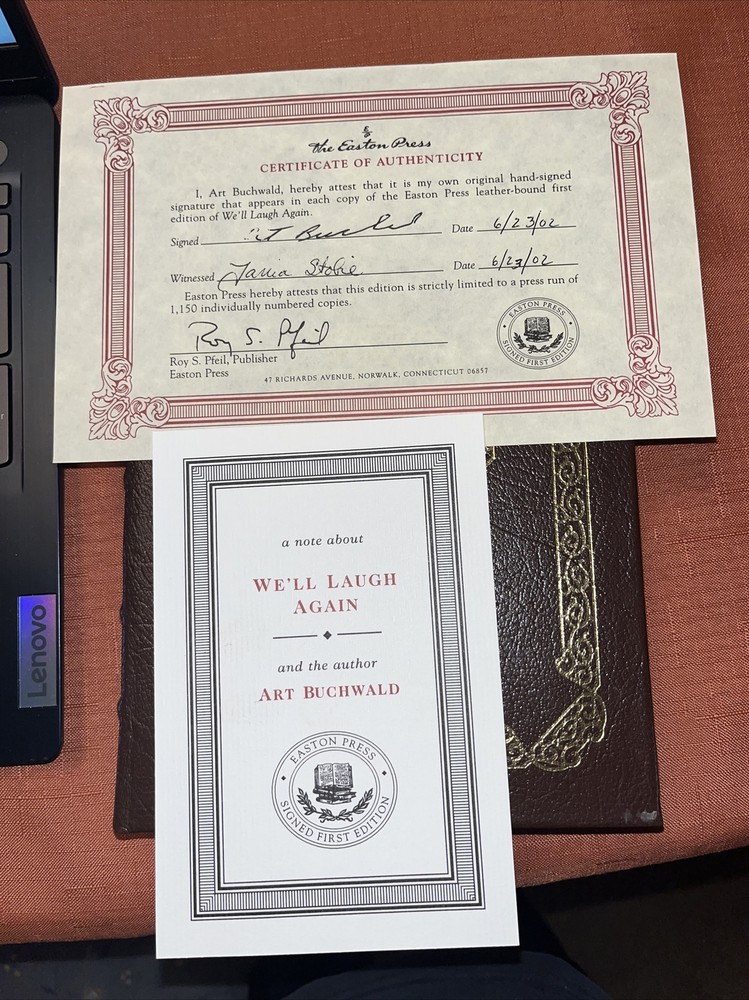 The Easton Press
CERTIFICATE OF AUTHENTICITY
I, Art Buchwald, hereby attest that it is my own original hand-signed
signature that appears in each copy of the Easton Press leather-bound first
edition of We'll Laugh Again.
Signed Art Buchwald Date 6/23/02
Witnessed Tania Stobie Date 6/23/02
Easton Press hereby attests that this edition is strictly limited to a press run of
1,150 individually numbered copies.
Roy S. Pfeil
Roy S. Pfeil, Publisher
Easton Press
47 RICHARDS AVENUE, NORWALK, CONNECTICUT 06857
EASTON PRESS
SIGNED FIRST EDITION
a note about
WE'LL LAUGH
AGAIN
and the author
ART BUCHWALD
EASTON PRESS
SIGNED FIRST EDITION
Lenovo